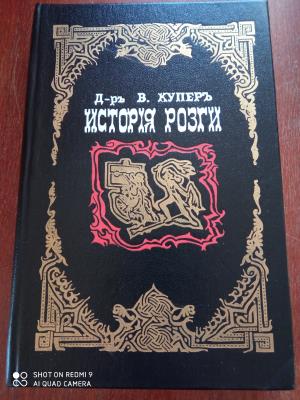 Д-ръ В. КУПЕРЪ
ИСТОРІЯ РОЗГИ
SHOT ON REDMI 9
AI QUAD CAMERA